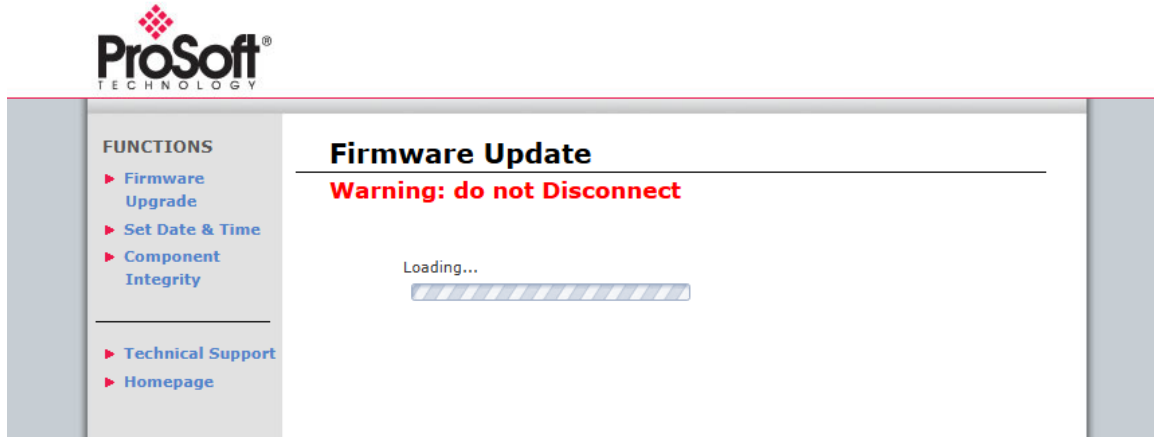 ProSoft®
TECHNOLOGY
FUNCTIONS
Firmware
Upgrade
Set Date & Time
Component
Integrity
Technical Support
Homepage
Firmware Update
Warning: do not Disconnect
Loading...